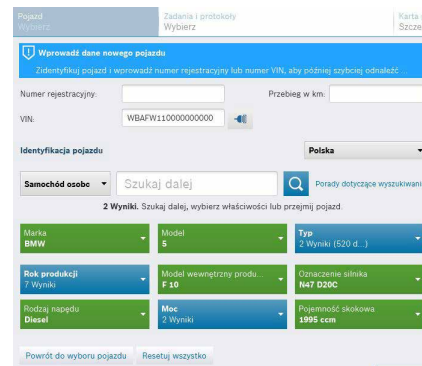 Pojazd
Wybierz
Zadania i protokoły
Wybierz
Karta
Szcze
Wprowadź dane nowego pojazdu
Zidentyfikuj pojazd i wprowadź numer rejestracyjny lub numer VIN, aby później szybciej odnaleźć ...
Numer rejestracyjny:
Przebieg w km:
VIN:
WBAFW110000000000
Identyfikacja pojazdu
Polska
Samochód osobc
Szukaj dalej
Porady dotyczące wyszukiwani
2 Wyniki. Szukaj dalej, wybierz właściwości lub przejmij pojazd.
Marka
BMW
Model
5
Typ
2 Wyniki (520 d...)
Rok produkcji
7 Wyniki
Model wewnętrzny produ...
F 10
Oznaczenie silnika
N47 D20C
Rodzaj napędu
Diesel
Moc
2 Wyniki
Pojemność skokowa
1995 ccm
Powrót do wyboru pojazdu
Resetuj wszystko